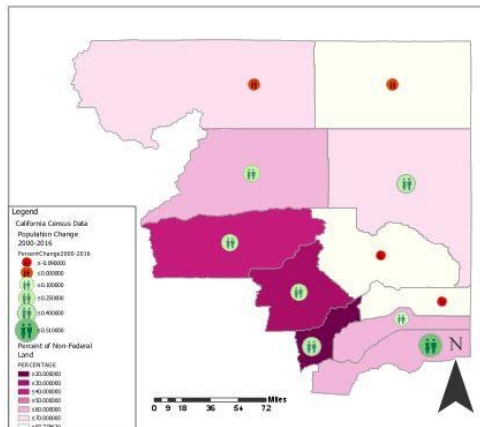 Legend
California Census Data
Population Change
2000-2016
PercentChange2000-2016
≤0.000000
≤0.100000
≤0.250000
≤0.400000
≤0.510000
Percent of Non-Federal
Land
PERCENTAGE
≤20.000000
≤30.000000
≤40.000000
≤50.000000
≤60.000000
≤70.000000
Miles
0 9 18 36 54 72
N